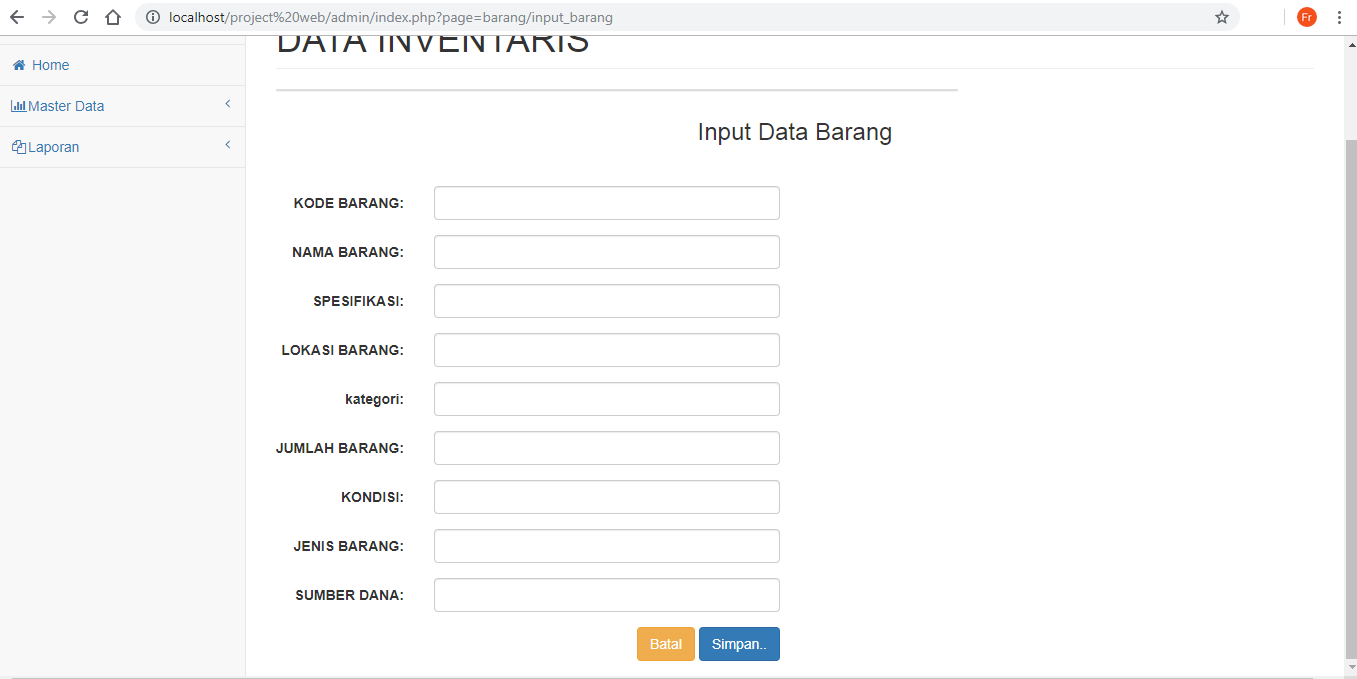 localhost/project%20web/admin/index.php?page=barang/input_barang
Fr
DATA INVENTARIS
Home
Master Data
Laporan
Input Data Barang
KODE BARANG:
NAMA BARANG:
SPESIFIKASI:
LOKASI BARANG:
kategori:
JUMLAH BARANG:
KONDISI:
JENIS BARANG:
SUMBER DANA:
Batal Simpan..